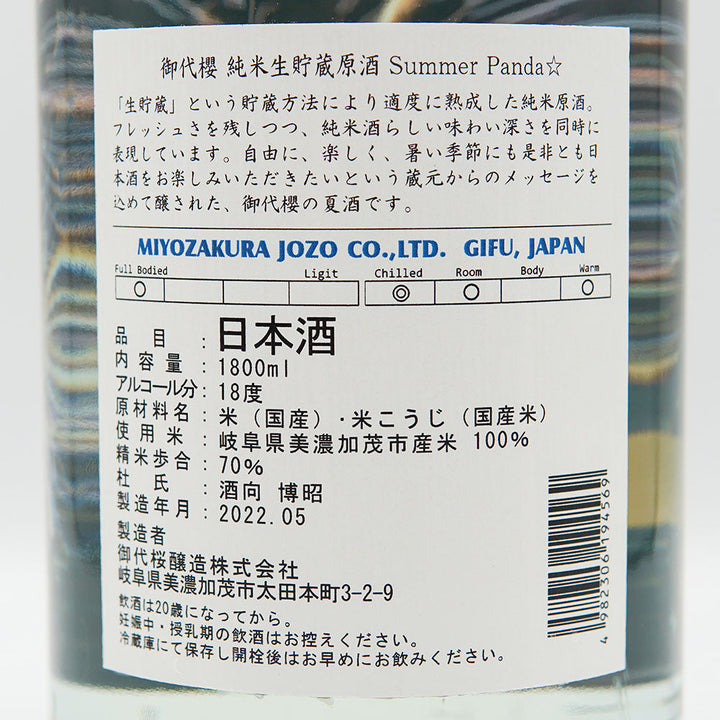 御代櫻 純米生貯蔵原酒 Summer Panda☆
「生貯蔵」という貯蔵方法により適度に熟成した純米原酒。
フレッシュさを残しつつ、純米酒らしい味わい深さを同時に
表現しています。自由に、楽しく、暑い季節にも是非とも日
本酒をお楽しみいただきたいという蔵元からのメッセージを
込めて醸された、御代櫻の夏酒です。
MIYOZAKURA JOZO CO.,LTD. GIFU, JAPAN
Full Bodied Ligit Chilled Room Body Warm
○ ◎ ○ ○
品目:日本酒
内容量:1800ml
アルコール分:18度
原材料名:米(国産)・米こうじ(国産米)
使用米:岐阜県美濃加茂市産米 100%
精米歩合:70%
杜氏:酒向 博昭
製造年月:2022.05
製造者
御代桜醸造株式会社
岐阜県美濃加茂市太田本町3-2-9
飲酒は20歳になってから。
妊娠中・授乳期の飲酒はお控えください。
冷蔵庫にて保存し開栓後はお早めにお飲みください。
4 982306 194569